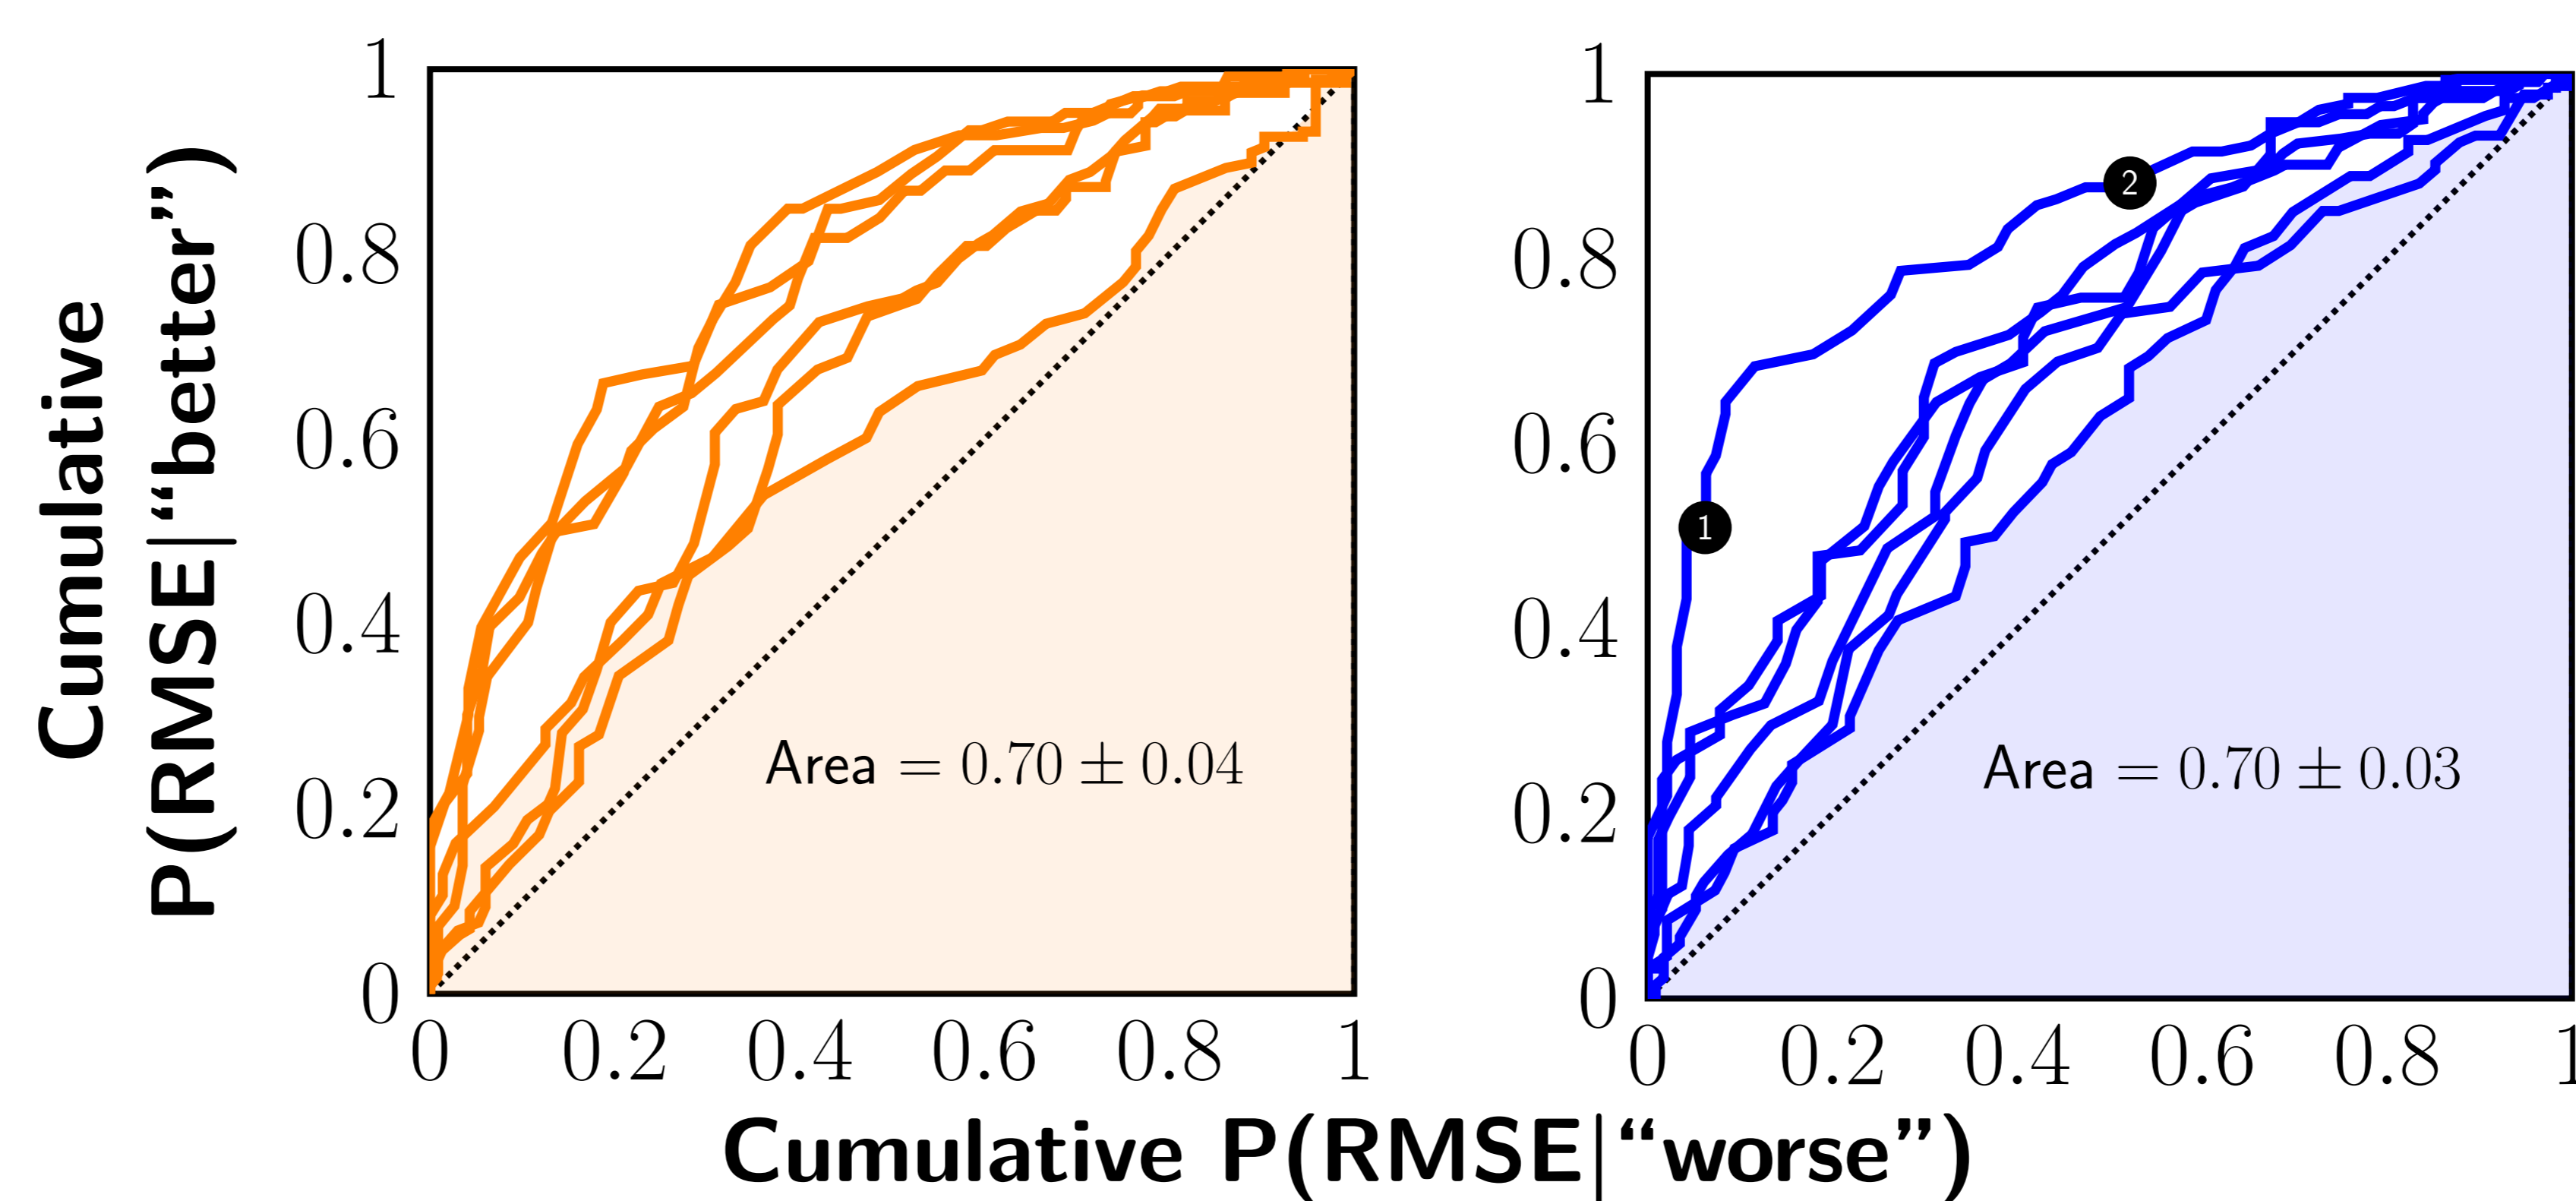 Cumulative
P(RMSE|“better”)
1
0.8
0.6
0.4
0.2
0
0 0.2 0.4 0.6 0.8 1
Area = 0.70 ± 0.04
1
0.8
0.6
0.4
0.2
0
0 0.2 0.4 0.6 0.8 1
2
1
Area = 0.70 ± 0.03
Cumulative P(RMSE|“worse”)